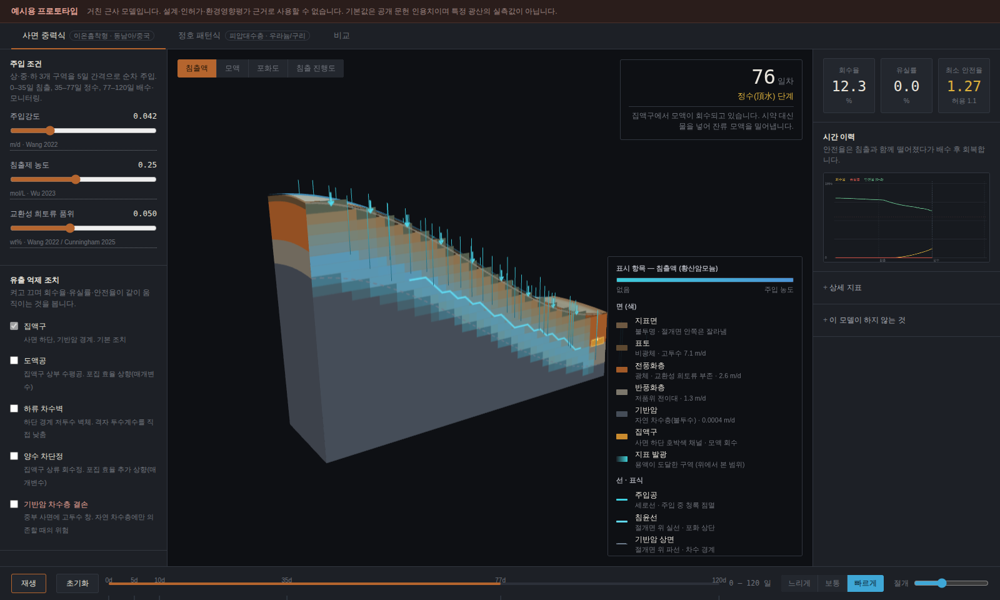 예시용 프로토타입 거친 근사 모델입니다. 설계·인허가·환경영향평가 근거로 사용할 수 없습니다. 기본값은 공개 문헌 인용치이며 특정 광산의 실측값이 아닙니다.
사면 중력식 이온흡착형 · 동남아/중국 정호 패턴식 피압대수층 · 우라늄/구리 비교
주입 조건
상·중·하 3개 구역을 5일 간격으로 순차 주입.
0–35일 침출, 35–77일 정수, 77–120일 배수·
모니터링.
주입강도 0.042
m/d · Wang 2022
침출제 농도 0.25
mol/L · Wu 2023
교환성 희토류 품위 0.050
wt% · Wang 2022 / Cunningham 2025
유출 억제 조치
켜고 끄며 회수율·유실률·안전율이 같이 움
직이는 것을 봅니다.
집액구
사면 하단, 기반암 경계. 기본 조치
도액공
집액구 상부 수평공. 포집 효율 상향(매개변
수)
하류 차수벽
하단 경계 저투수 벽체. 격자 투수계수를 직
접 낮춤
양수 차단정
집액구 상류 회수정. 포집 효율 추가 상향(매
개변수)
기반암 차수층 결손
중부 사면에 고투수 창. 자연 차수층에만 의
존할 때의 위험
침출액 모액 포화도 침출 진행도
76 일차
정수(頂水) 단계
집액구에서 모액이 회수되고 있습니다. 시약 대신
물을 넣어 잔류 모액을 밀어냅니다.
표시 항목 — 침출액 (황산암모늄)
없음 주입 농도
면 (색)
지표면
불투명 · 절개면 안쪽은 잘라냄
표토
비광체 · 고투수 7.1 m/d
전풍화층
광체 · 교환성 희토류 부존 · 2.6 m/d
반풍화층
저품위 전이대 · 1.3 m/d
기반암
자연 차수층(불투수) · 0.0004 m/d
집액구
사면 하단 호박색 채널 · 모액 회수
지표 발광
용액이 도달한 구역 (위에서 본 범위)
선 · 표식
주입공
세로선 · 주입 중 청록 점멸
침윤선
절개면 위 실선 · 포화 상단
기반암 상면
절개면 위 파선 · 차수 경계
회수율 유실률 최소 안전율
12.3 0.0 1.27
% % 허용 1.1
시간 이력
안전율은 침출과 함께 떨어졌다가 배수 후 회복합
니다.
회수율 유실률 안전율 (0–2)
100%
0 침출 정수
+ 상세 지표
+ 이 모델이 하지 않는 것
재생 초기화 0d 5d 10d 35d 77d 120d 0 — 120 일 느리게 보통 빠르게 절개